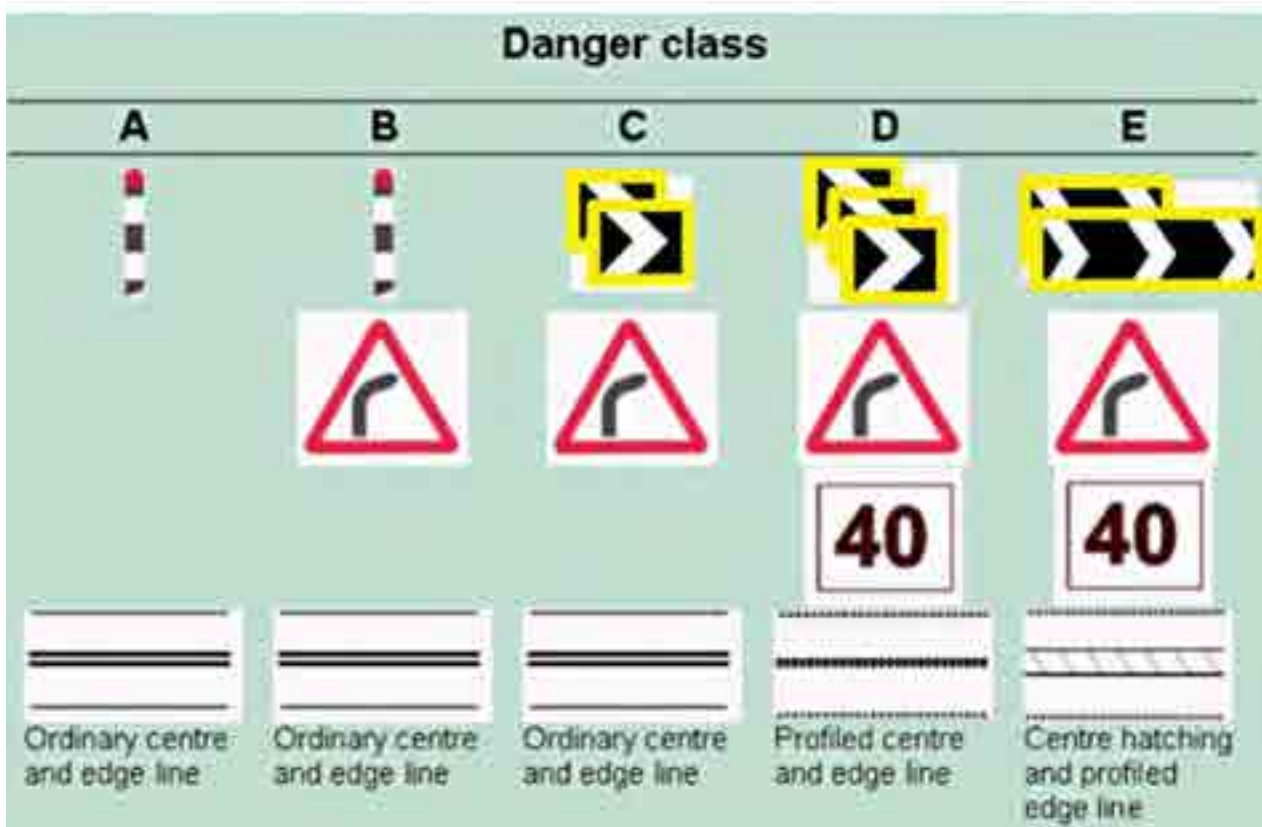 Danger class
A B C D E
40 40
Ordinary centre and edge line
Ordinary centre and edge line
Ordinary centre and edge line
Profiled centre and edge line
Centre hatching and profiled edge line